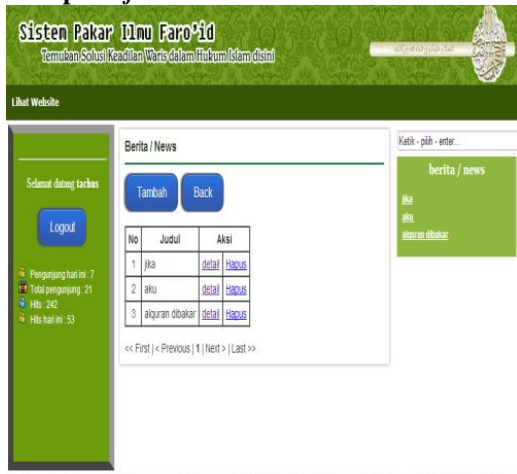 Sistem Pakar Ilmu Faro'id
Temukan Solusi Keadilan Waris dalam Hukum Islam disini
Lihat Website
Selamat datang tachus
Logout
Pengunjung hari ini : 7
Total pengunjung : 21
Hits : 242
Hits hari ini : 53
Berita / News
Tambah Back
No Judul Aksi
1 jika detail Hapus
2 aku detail Hapus
3 alquran dibakar detail Hapus
<< First | < Previous | 1 | Next > | Last >>
Ketik - pilih - enter...
berita / news
jika
aku
alquran dibakar